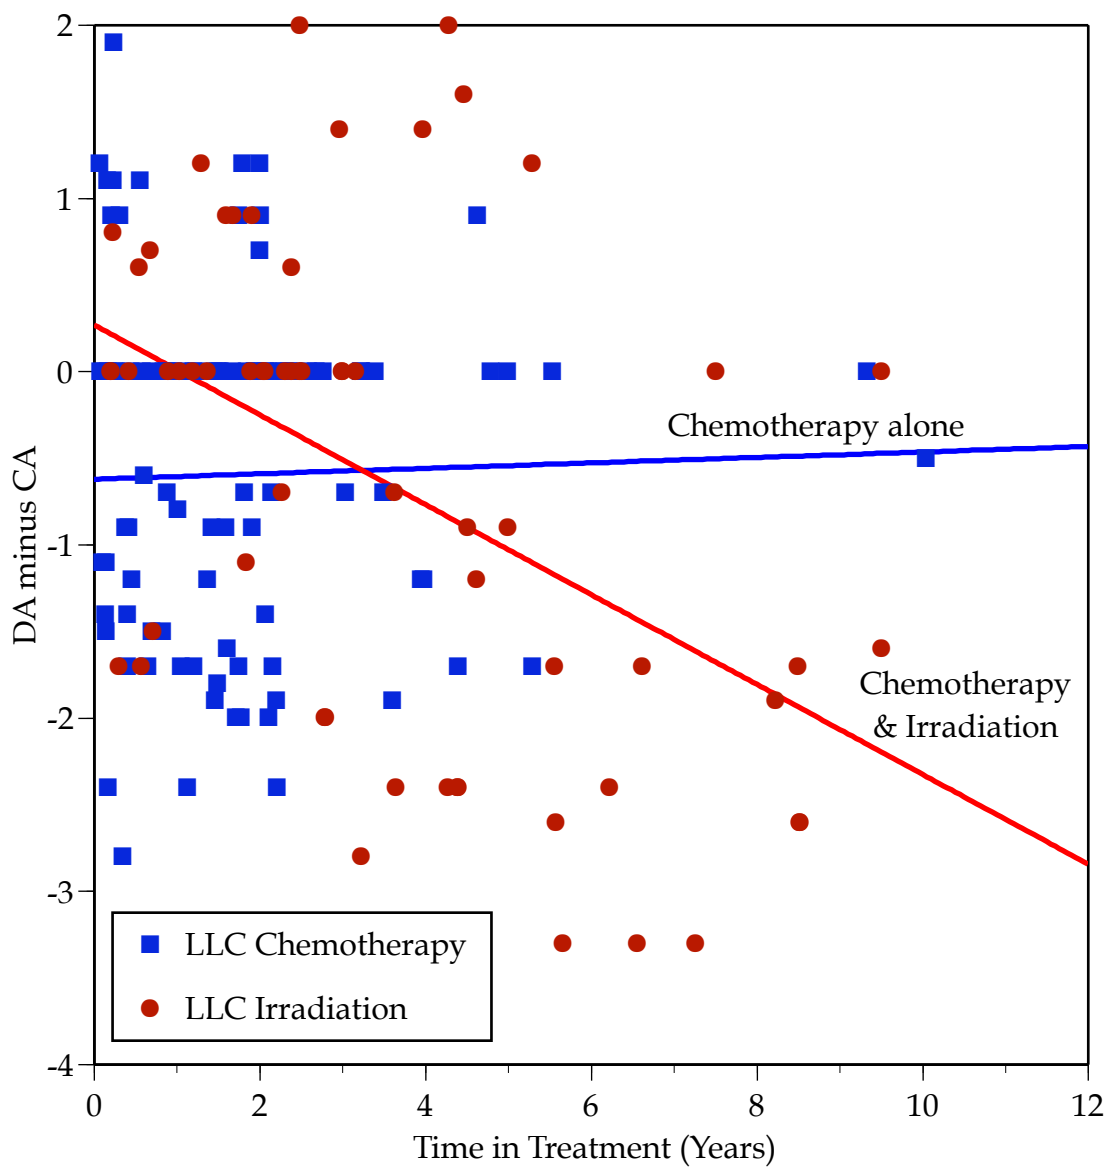 2
1
0
-1
-2
-3
-4
DA minus CA
Chemotherapy alone
Chemotherapy
& Irradiation
LLC Chemotherapy
LLC Irradiation
0 2 4 6 8 10 12
Time in Treatment (Years)